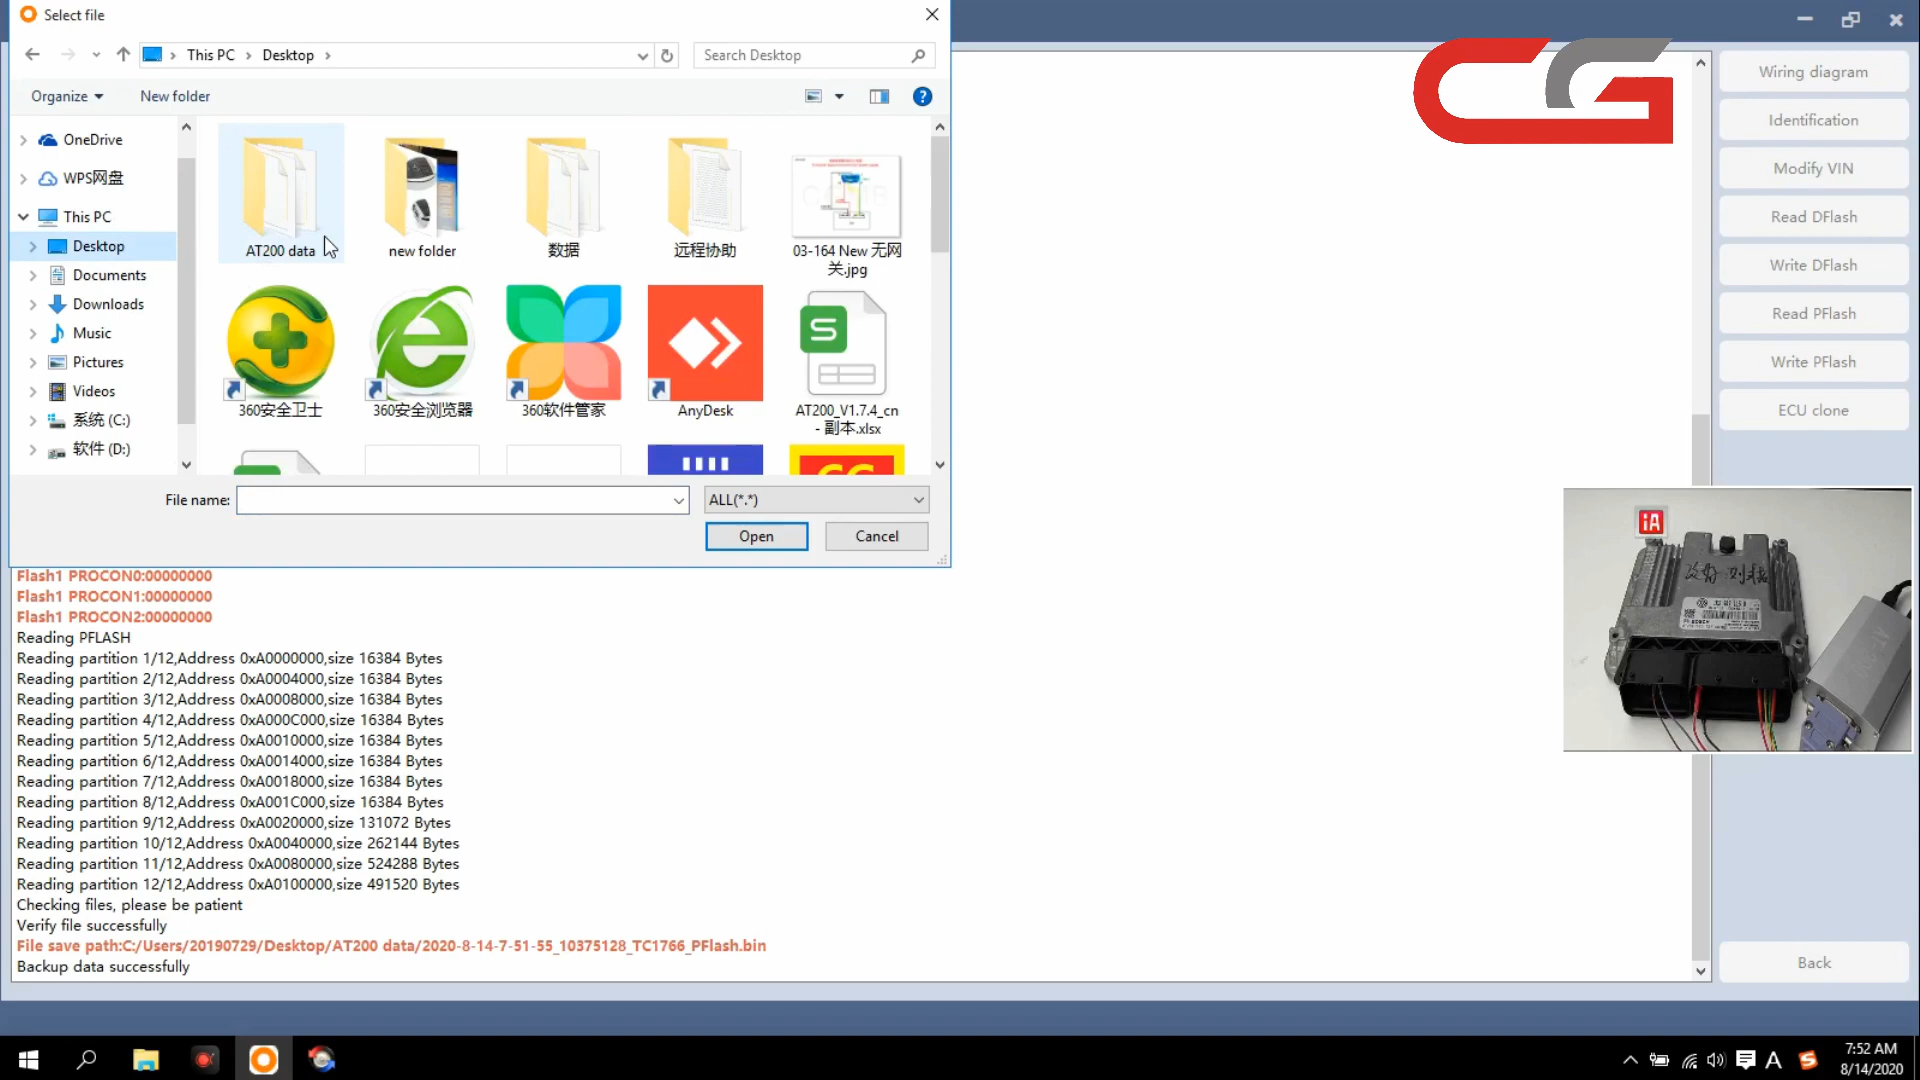 Select file
This PC
Desktop
Search Desktop
Organize
New folder
OneDrive
WPS网盘
This PC
Desktop
Documents
Downloads
Music
Pictures
Videos
系统 (C:)
软件 (D:)
AT200 data
new folder
数据
远程协助
03-164 New 无网
关.jpg
360安全卫士
360安全浏览器
360软件管家
AnyDesk
AT200_V1.7.4_cn
- 副本.xlsx
File name:
ALL(*.*)
Open
Cancel
Flash1 PROCON0:00000000
Flash1 PROCON1:00000000
Flash1 PROCON2:00000000
Reading PFLASH
Reading partition 1/12,Address 0xA0000000,size 16384 Bytes
Reading partition 2/12,Address 0xA0004000,size 16384 Bytes
Reading partition 3/12,Address 0xA0008000,size 16384 Bytes
Reading partition 4/12,Address 0xA000C000,size 16384 Bytes
Reading partition 5/12,Address 0xA0010000,size 16384 Bytes
Reading partition 6/12,Address 0xA0014000,size 16384 Bytes
Reading partition 7/12,Address 0xA0018000,size 16384 Bytes
Reading partition 8/12,Address 0xA001C000,size 16384 Bytes
Reading partition 9/12,Address 0xA0020000,size 131072 Bytes
Reading partition 10/12,Address 0xA0040000,size 262144 Bytes
Reading partition 11/12,Address 0xA0080000,size 524288 Bytes
Reading partition 12/12,Address 0xA0100000,size 491520 Bytes
Checking files, please be patient
Verify file successfully
File save path:C:/Users/20190729/Desktop/AT200 data/2020-8-14-7-51-55_10375128_TC1766_PFlash.bin
Backup data successfully
CG
Wiring diagram
Identification
Modify VIN
Read DFlash
Write DFlash
Read PFlash
Write PFlash
ECU clone
iA
Back
A
7:52 AM
8/14/2020